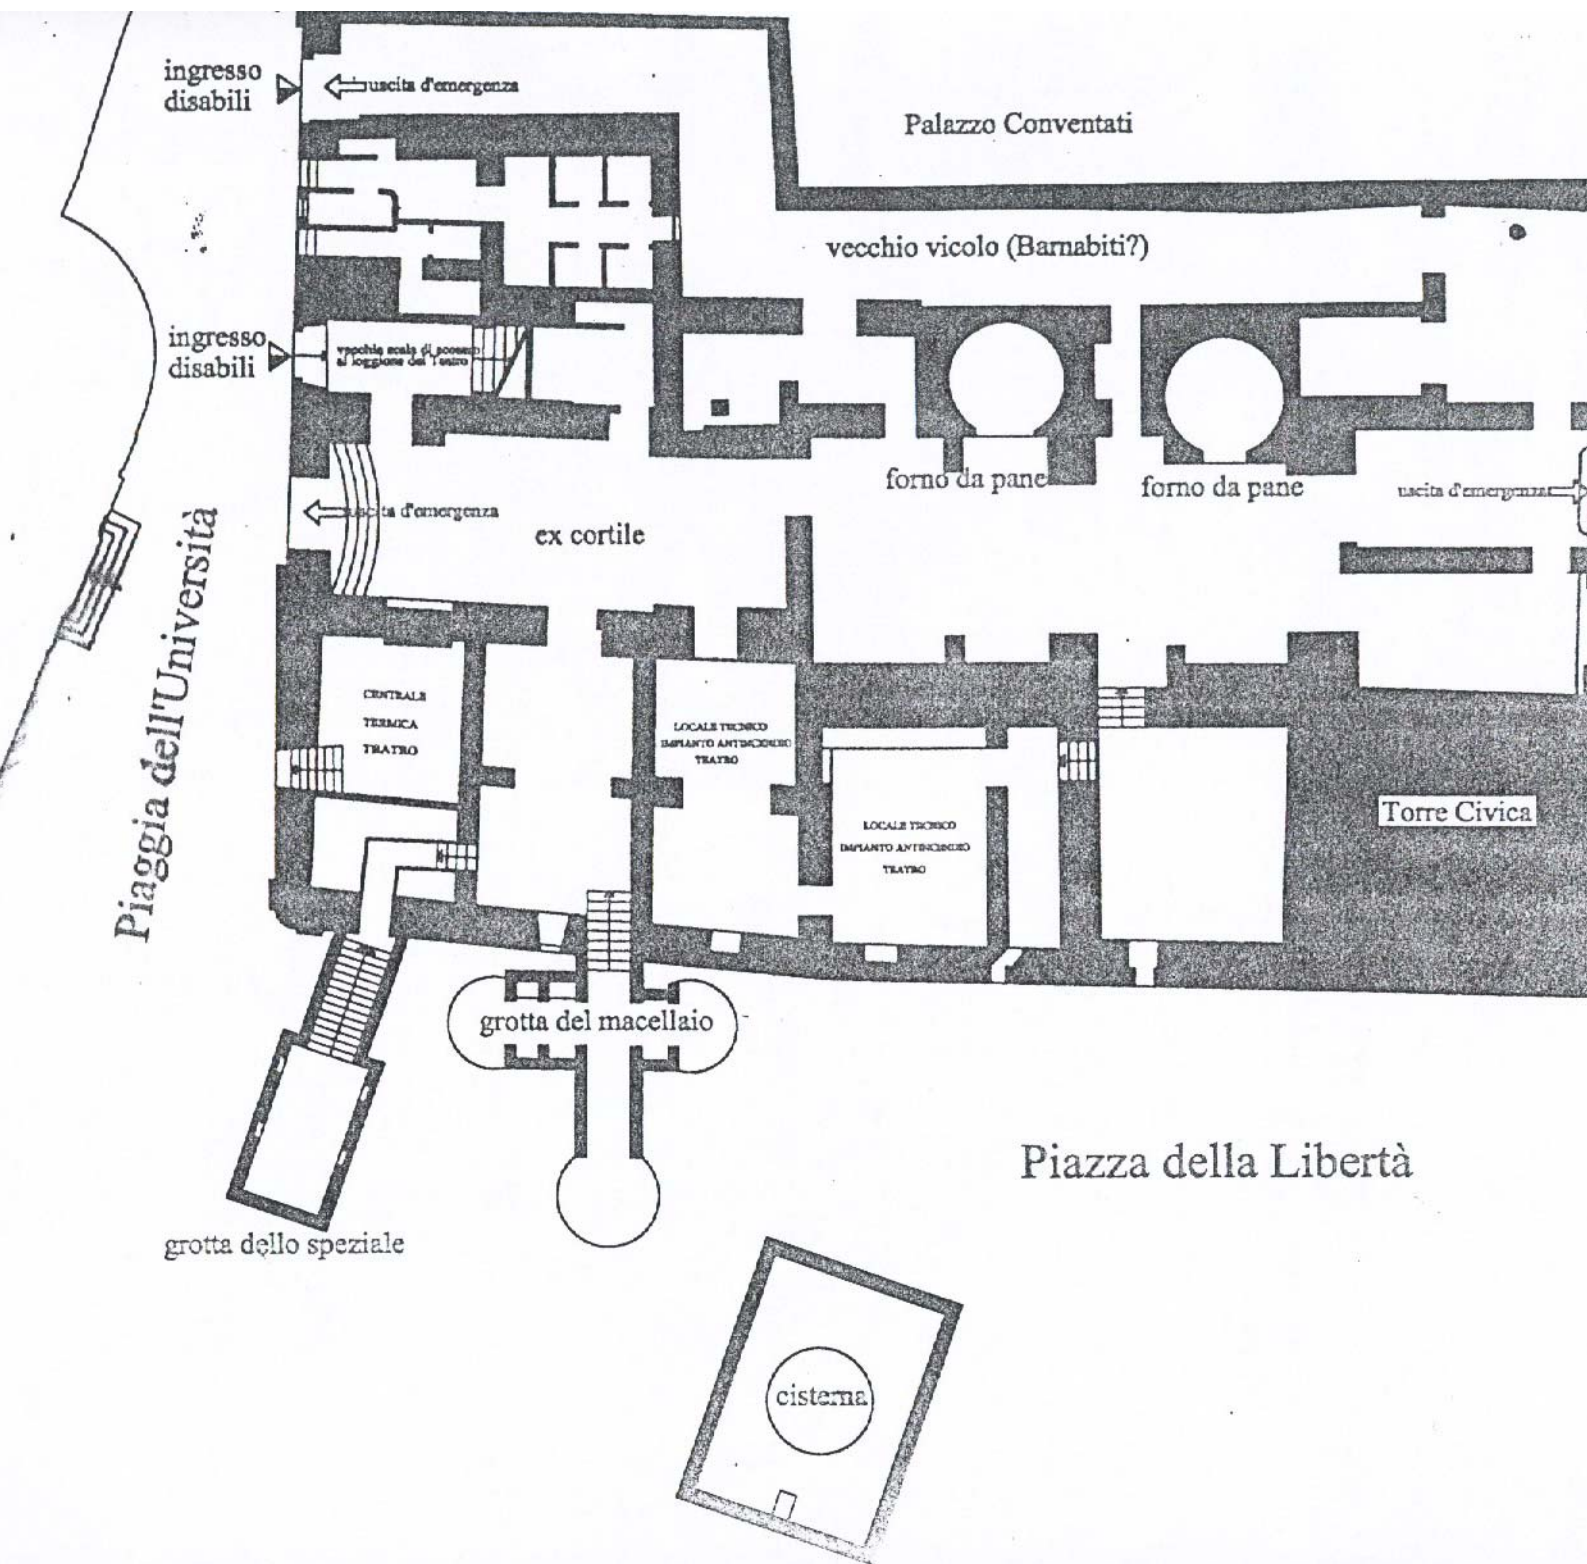 ingresso
disabili
uscita d'emergenza
Palazzo Conventati
vecchio vicolo (Barnabiti?)
ingresso
disabili
vecchia scala di accesso
al loggione del Teatro
forno da pane
forno da pane
uscita d'emergenza
uscita d'emergenza
ex cortile
Piaggia dell'Università
CENTRALE
TERMICA
TEATRO
LOCALE TECNICO
IMPIANTO ANTINCENDIO
TEATRO
LOCALE TECNICO
IMPIANTO ANTINCENDIO
TEATRO
Torre Civica
grotta del macellaio
Piazza della Libertà
grotta dello speziale
cisterna